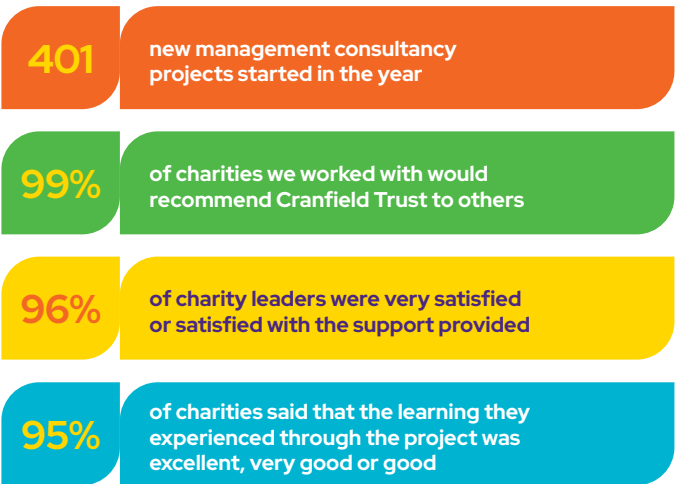 401
new management consultancy
projects started in the year
99%
of charities we worked with would
recommend Cranfield Trust to others
96%
of charity leaders were very satisfied
or satisfied with the support provided
95%
of charities said that the learning they
experienced through the project was
excellent, very good or good